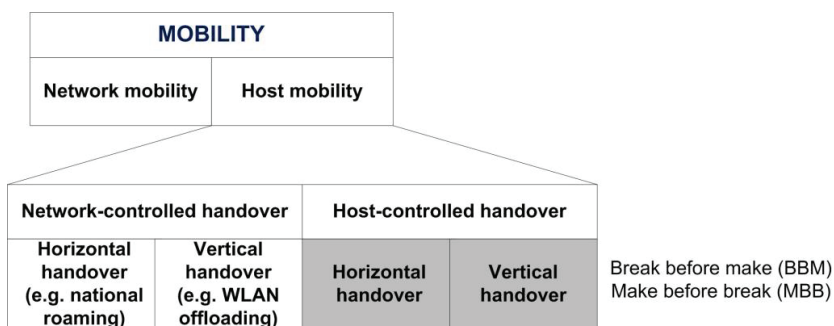 MOBILITY
Network mobility
Host mobility
Network-controlled handover
Host-controlled handover
Horizontal
handover
(e.g. national
roaming)
Vertical
handover
(e.g. WLAN
offloading)
Horizontal
handover
Vertical
handover
Break before make (BBM)
Make before break (MBB)